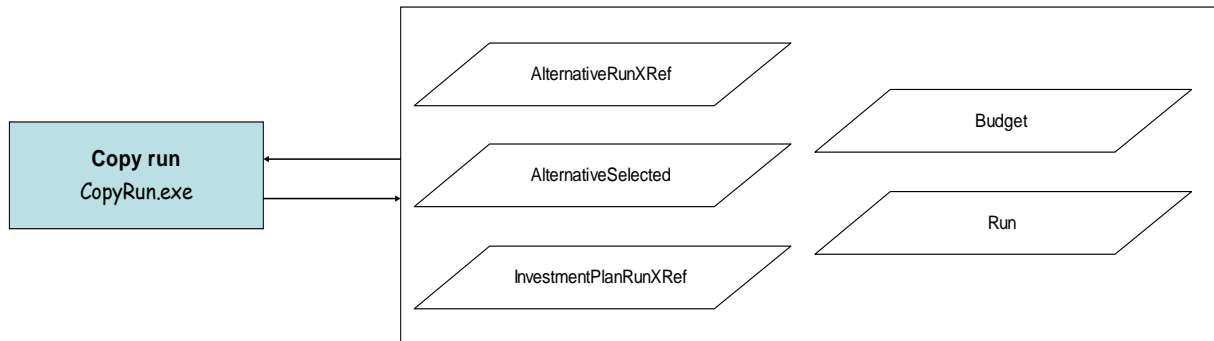 Copy run
CopyRun.exe
AlternativeRunXRef
AlternativeSelected
InvestmentPlanRunXRef
Budget
Run